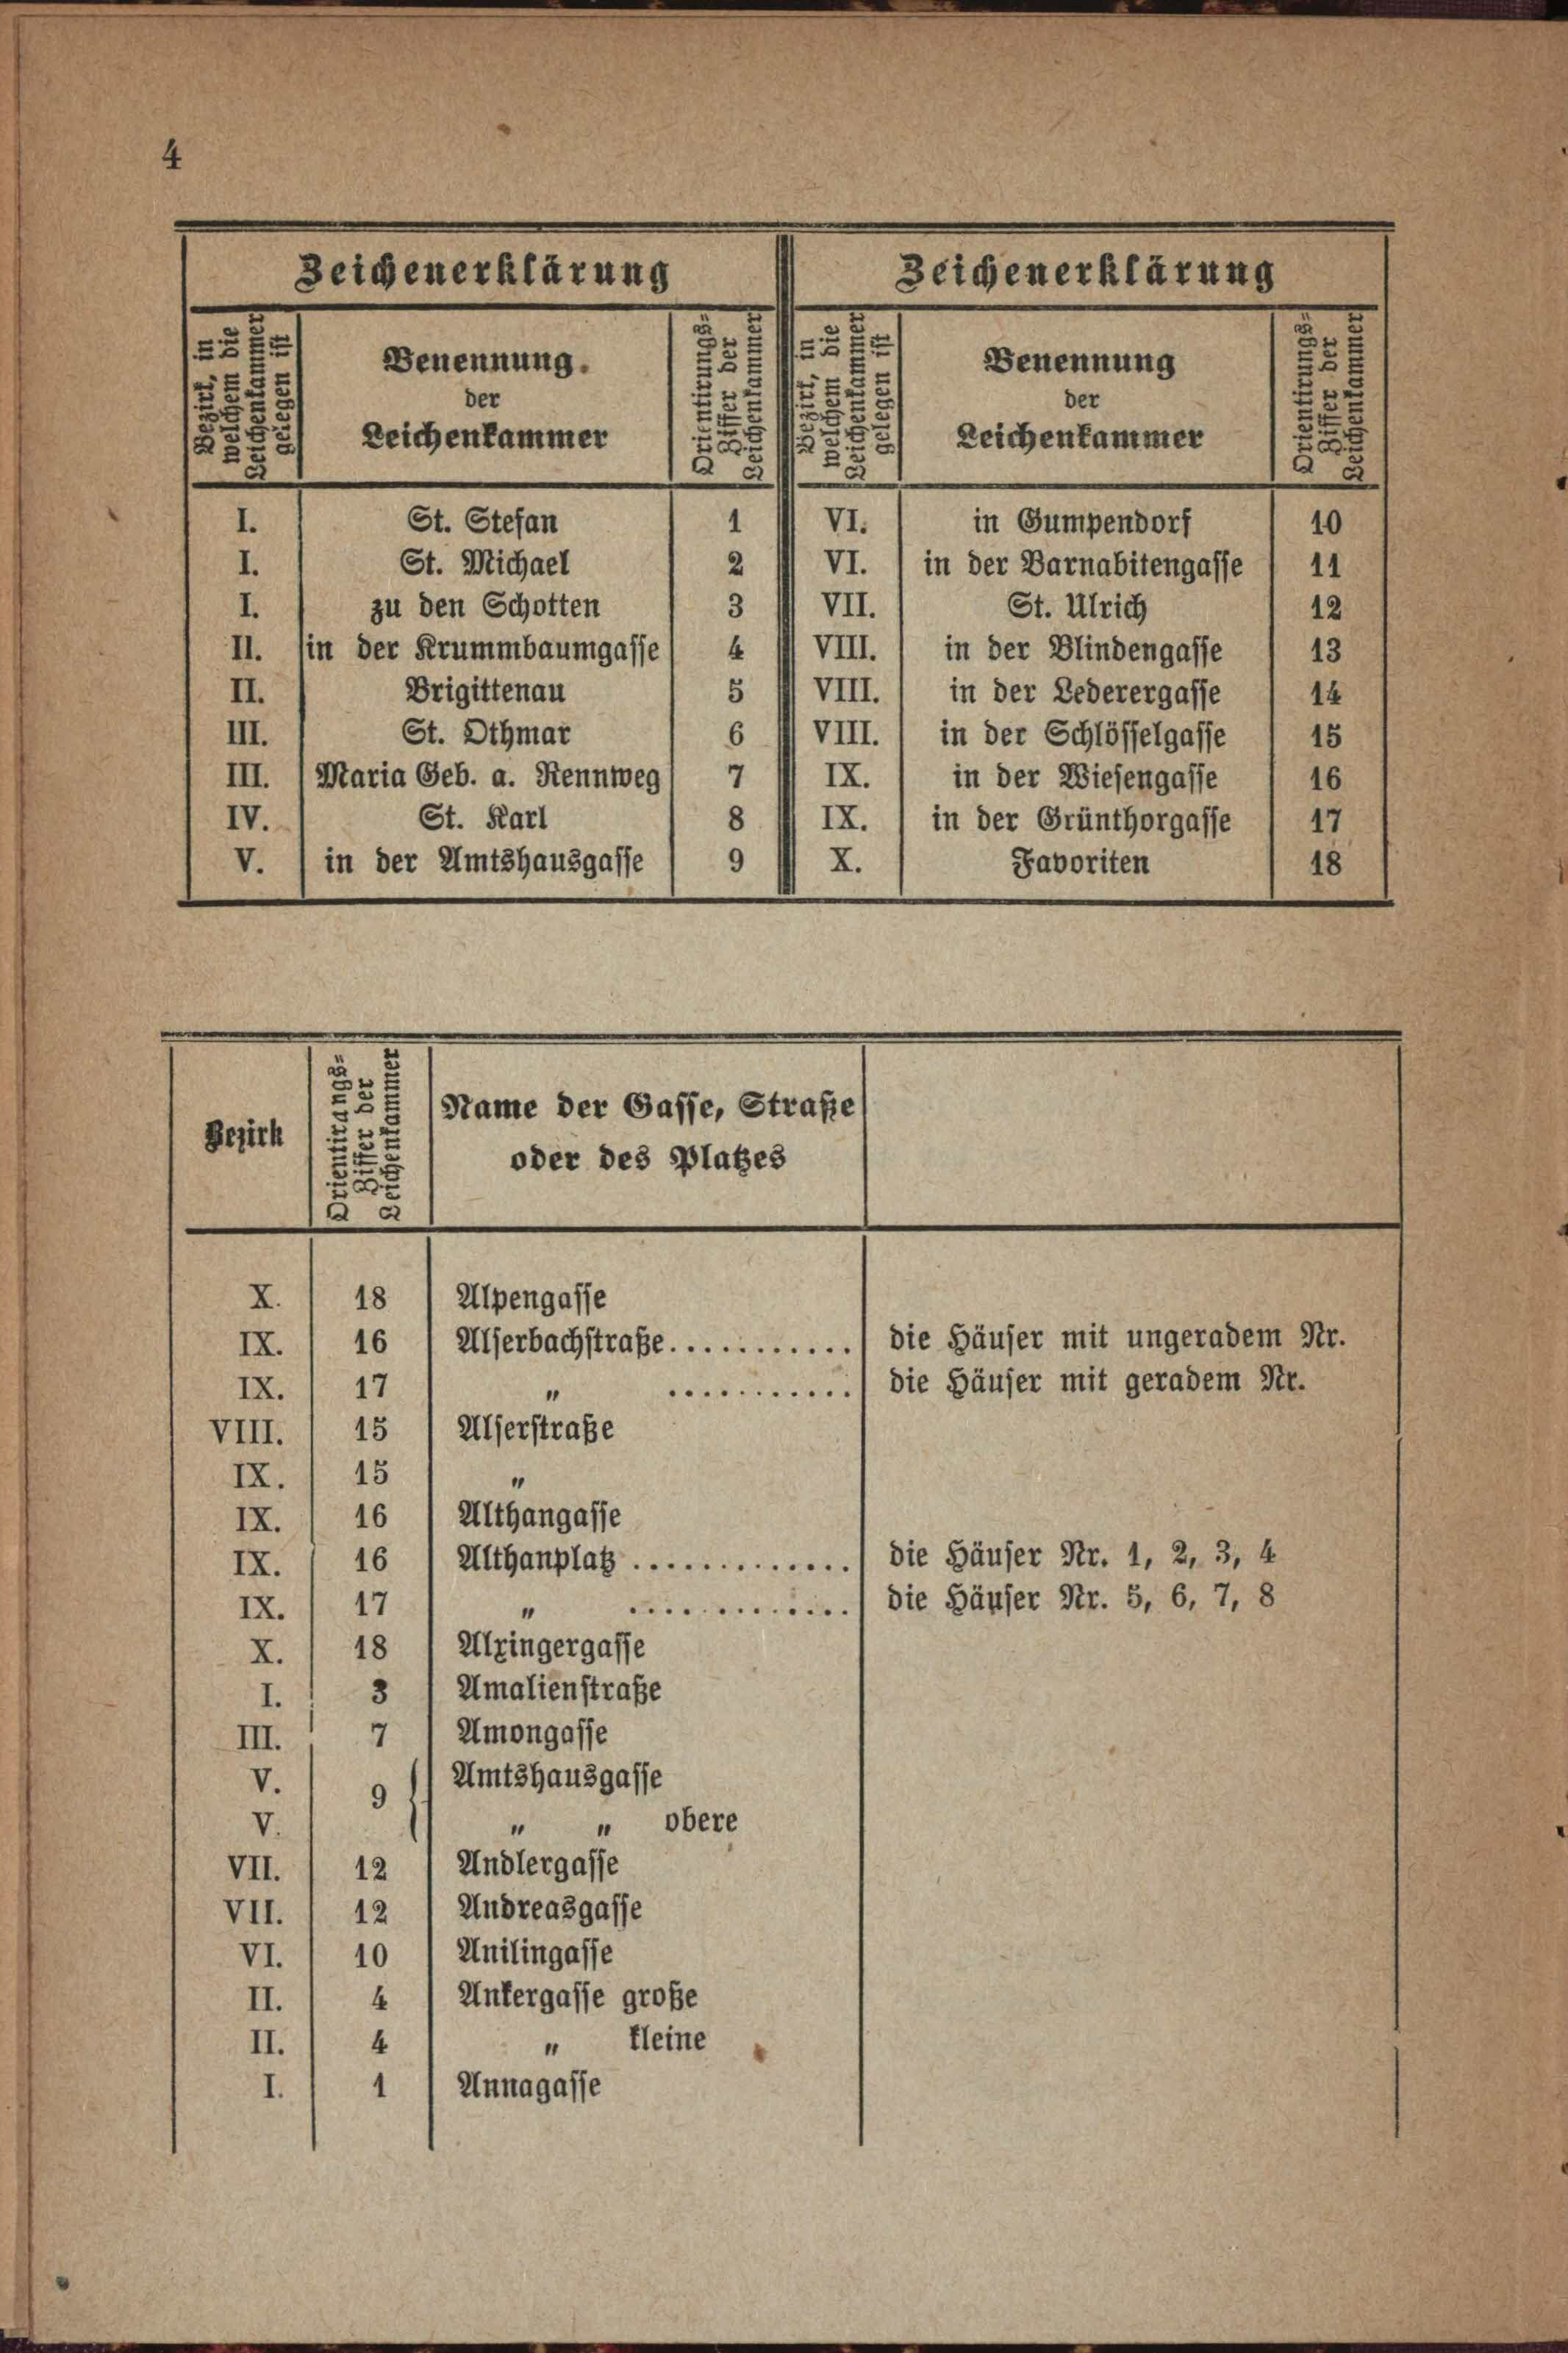 4
Zeichenerklärung Zeichenerklärung
Bezirk, in welchem die Leichenkammer gelegen ist
Benennung.
der
Leichenkammer
Orientirungs-Ziffer der Leichenkammer
Bezirk, in welchem die Leichenkammer gelegen ist
Benennung
der
Leichenkammer
Orientirungs-Ziffer der Leichenkammer
I. St. Stefan 1 VI. in Gumpendorf 10
I. St. Michael 2 VI. in der Barnabitengasse 11
I. zu den Schotten 3 VII. St. Ulrich 12
II. in der Krummbaumgasse 4 VIII. in der Blindengasse 13
II. Brigittenau 5 VIII. in der Lederergasse 14
III. St. Othmar 6 VIII. in der Schlösselgasse 15
III. Maria Geb. a. Rennweg 7 IX. in der Wiesengasse 16
IV. St. Karl 8 IX. in der Grünthorgasse 17
V. in der Amtshausgasse 9 X. Favoriten 18
Bezirk
Orientirangs-Ziffer der Leichenkammer
Name der Gasse, Straße
oder des Platzes
X. 18 Alpengasse
IX. 16 Alserbachstraße............ die Häuser mit ungeradem Nr.
IX. 17 " ............ die Häuser mit geradem Nr.
VIII. 15 Alserstraße
IX. 15 "
IX. 16 Althangasse
IX. 16 Althanplatz ............. die Häuser Nr. 1, 2, 3, 4
IX. 17 " ............. die Häuser Nr. 5, 6, 7, 8
X. 18 Alxingergasse
I. 3 Amalienstraße
III. 7 Amongasse
V. 9 { Amtshausgasse
V. " " obere
VII. 12 Andlergasse
VII. 12 Andreasgasse
VI. 10 Anilingasse
II. 4 Ankergasse große
II. 4 " kleine
I. 1 Annagasse